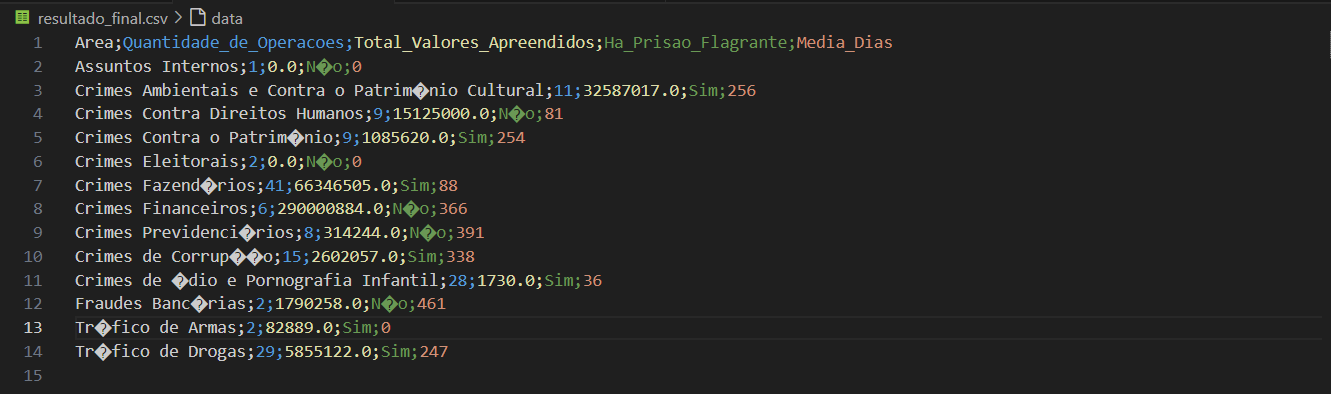 resultado_final.csv > data
1 Area;Quantidade_de_Operacoes;Total_Valores_Apreendidos;Ha_Prisao_Flagrante;Media_Dias
2 Assuntos Internos;1;0.0;N�o;0
3 Crimes Ambientais e Contra o Patrim�nio Cultural;11;32587017.0;Sim;256
4 Crimes Contra Direitos Humanos;9;15125000.0;N�o;81
5 Crimes Contra o Patrim�nio;9;1085620.0;Sim;254
6 Crimes Eleitorais;2;0.0;N�o;0
7 Crimes Fazend�rios;41;66346505.0;Sim;88
8 Crimes Financeiros;6;290000884.0;N�o;366
9 Crimes Previdenci�rios;8;314244.0;N�o;391
10 Crimes de Corrup��o;15;2602057.0;Sim;338
11 Crimes de �dio e Pornografia Infantil;28;1730.0;Sim;36
12 Fraudes Banc�rias;2;1790258.0;N�o;461
13 Tr�fico de Armas;2;82889.0;Sim;0
14 Tr�fico de Drogas;29;5855122.0;Sim;247
15